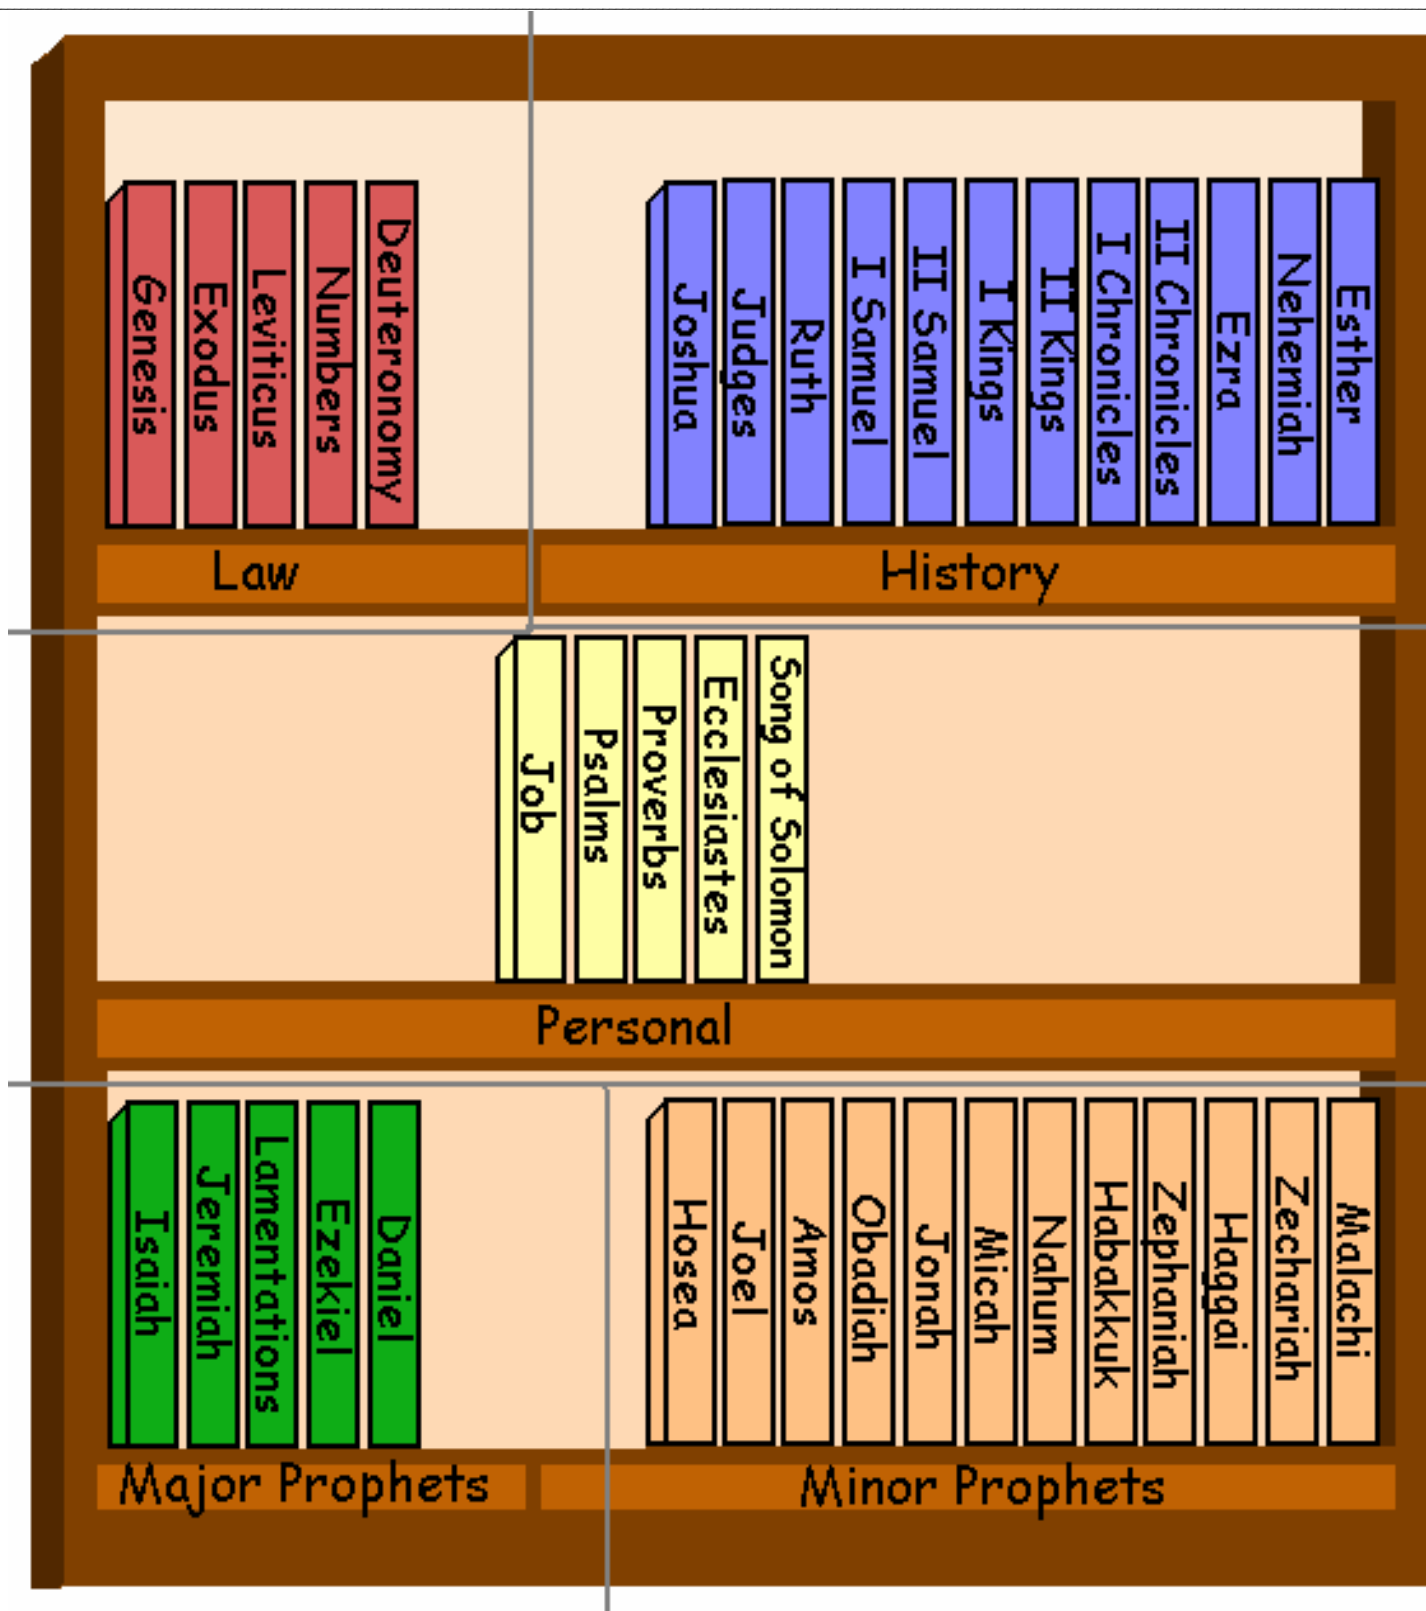 Genesis
Exodus
Leviticus
Numbers
Deuteronomy
Joshua
Judges
Ruth
I Samuel
II Samuel
I Kings
II Kings
I Chronicles
II Chronicles
Ezra
Nehemiah
Esther
Law
History
Job
Psalms
Proverbs
Ecclesiastes
Song of Solomon
Personal
Isaiah
Jeremiah
Lamentations
Ezekiel
Daniel
Hosea
Joel
Amos
Obadiah
Jonah
Micah
Nahum
Habakkuk
Zephaniah
Haggai
Zechariah
Malachi
Major Prophets
Minor Prophets